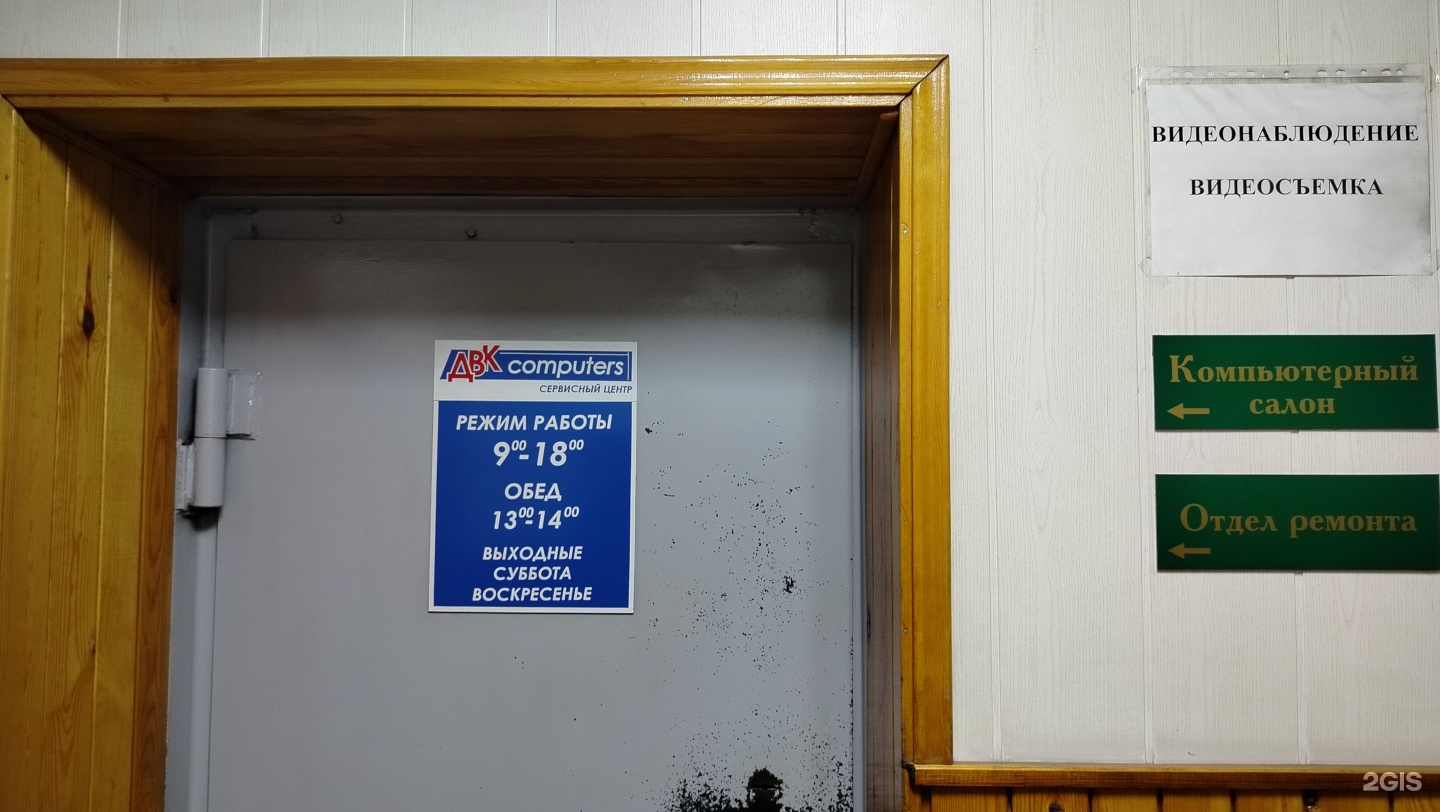 ДВК computers
СЕРВИСНЫЙ ЦЕНТР
РЕЖИМ РАБОТЫ
9⁰⁰-18⁰⁰
ОБЕД
13⁰⁰-14⁰⁰
ВЫХОДНЫЕ
СУББОТА
ВОСКРЕСЕНЬЕ
ВИДЕОНАБЛЮДЕНИЕ
ВИДЕОСЪЕМКА
Компьютерный
салон
Отдел ремонта
2GIS